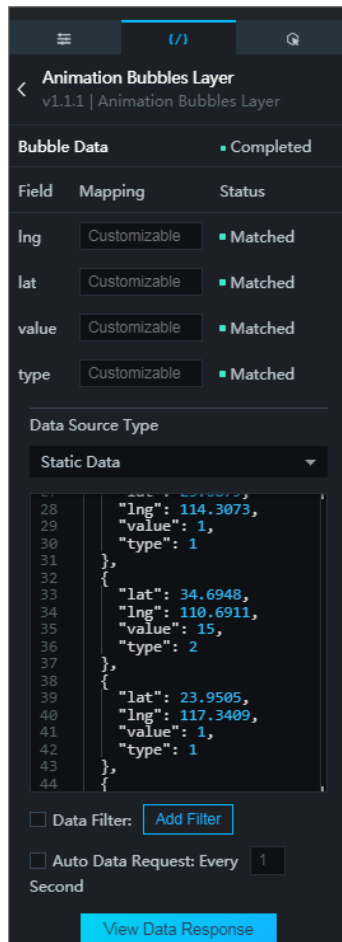 {/}
Animation Bubbles Layer
v1.1.1 | Animation Bubbles Layer
Bubble Data Completed
Field Mapping Status
lng Customizable Matched
lat Customizable Matched
value Customizable Matched
type Customizable Matched
Data Source Type
Static Data
28 "lng": 114.3073,
29 "value": 1,
30 "type": 1
31 },
32 {
33 "lat": 34.6948,
34 "lng": 110.6911,
35 "value": 15,
36 "type": 2
37 },
38 {
39 "lat": 23.9505,
40 "lng": 117.3409,
41 "value": 1,
42 "type": 1
43 },
44 {
Data Filter: Add Filter
Auto Data Request: Every 1
Second
View Data Response